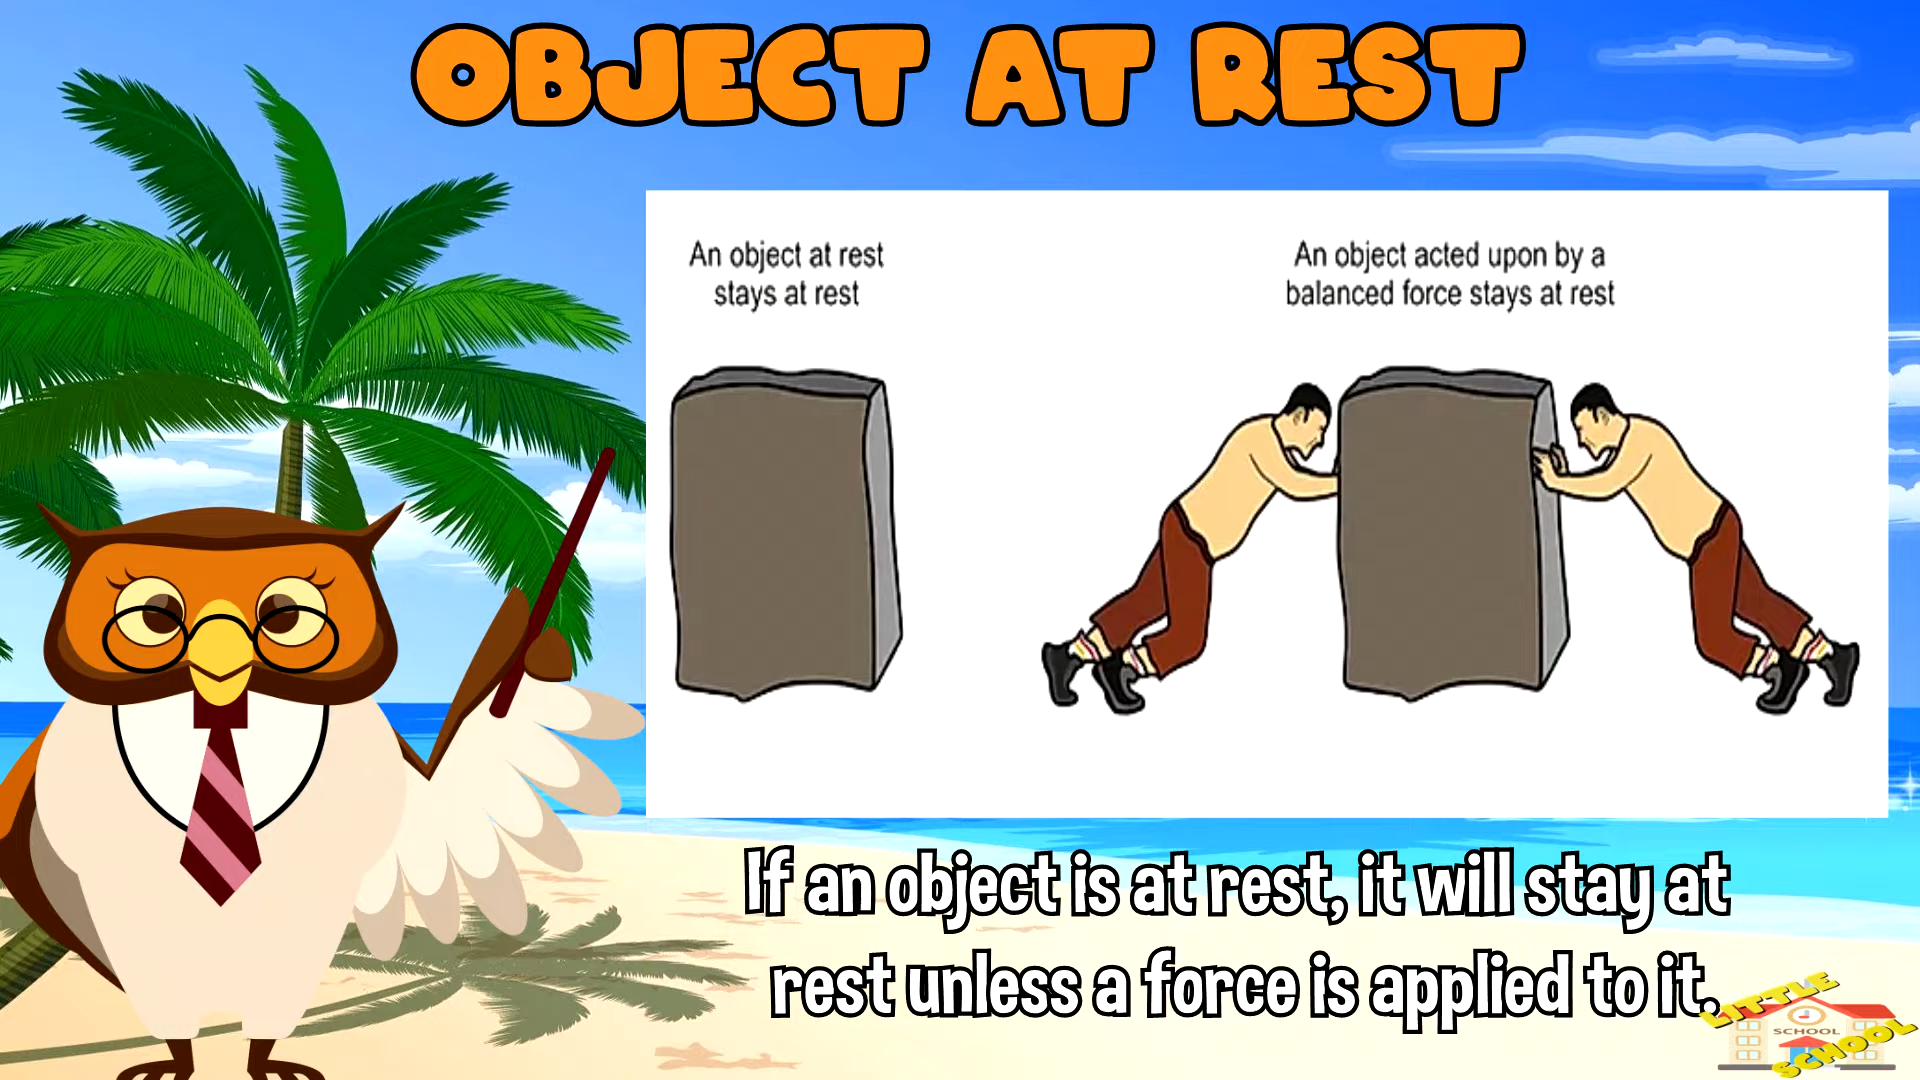 OBJECT AT REST
An object at rest
stays at rest
An object acted upon by a
balanced force stays at rest
If an object is at rest, it will stay at
rest unless a force is applied to it.
LITTLE
SCHOOL
SCHOOL